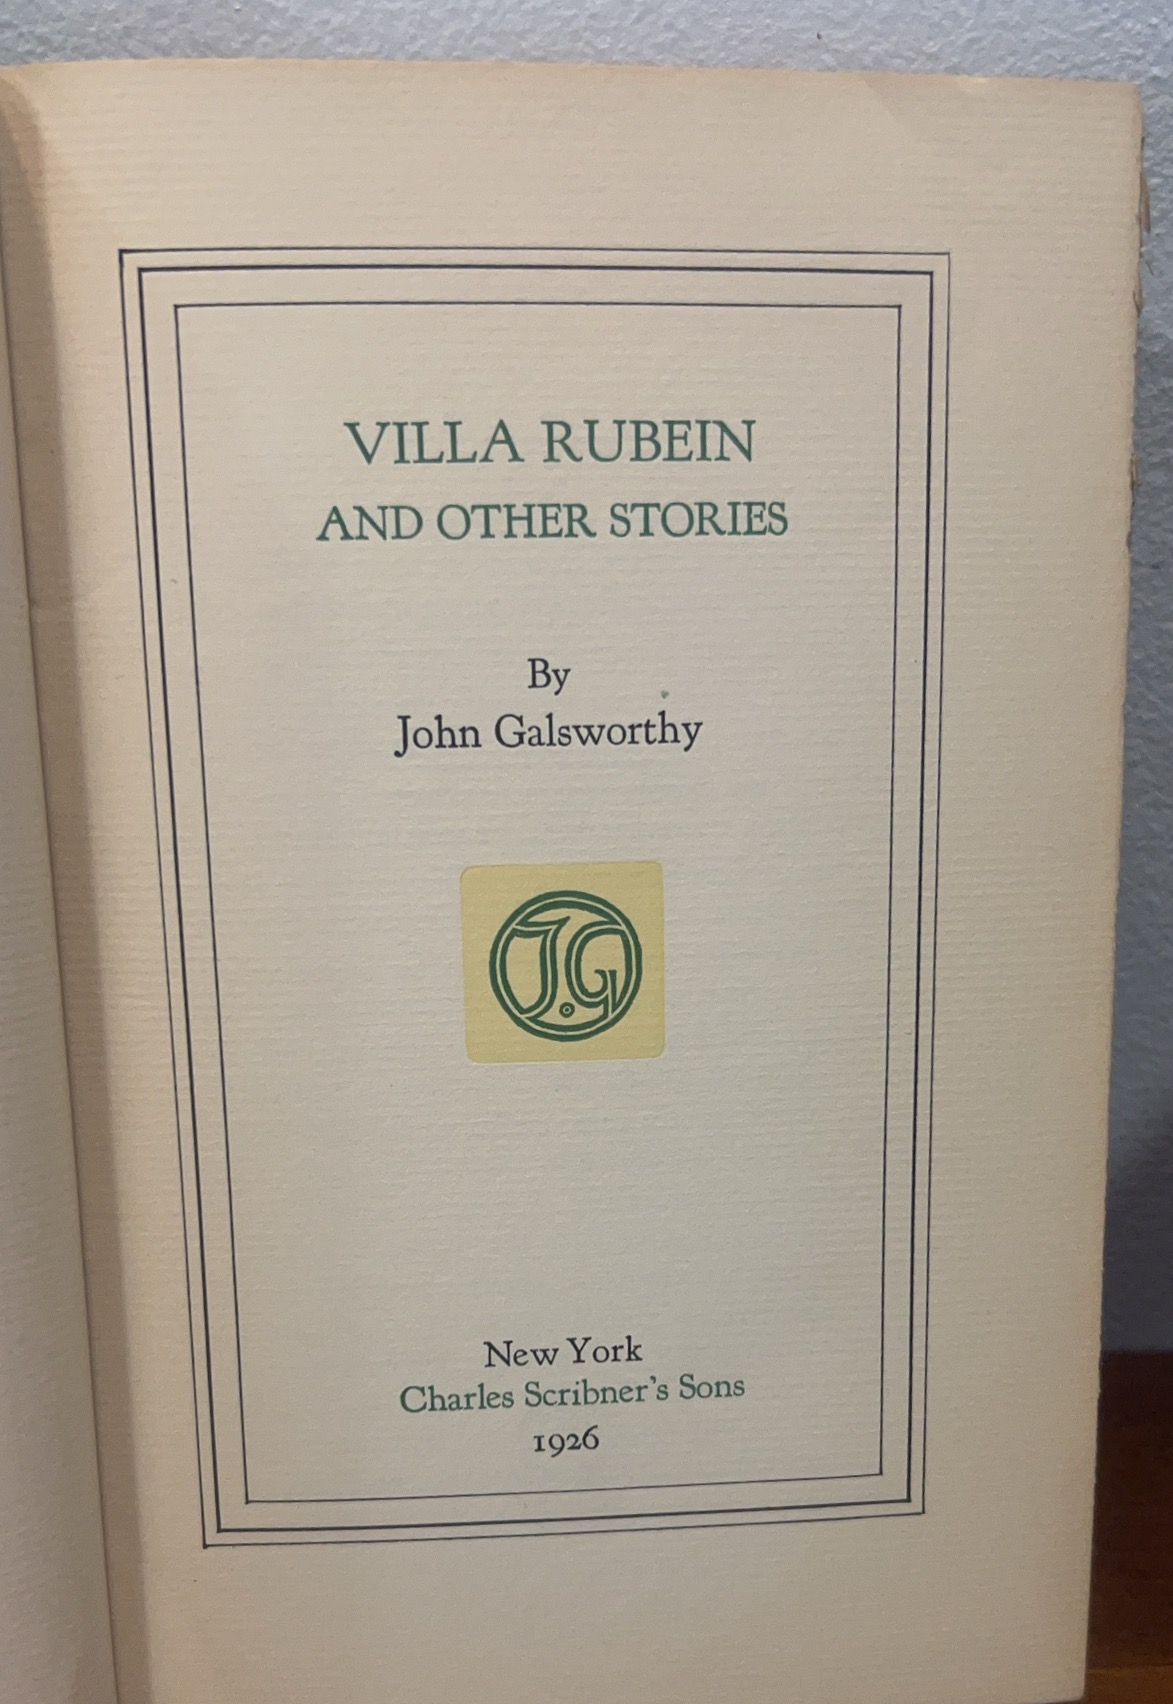 VILLA RUBEIN
AND OTHER STORIES
By
John Galsworthy
J.G
New York
Charles Scribner's Sons
1926